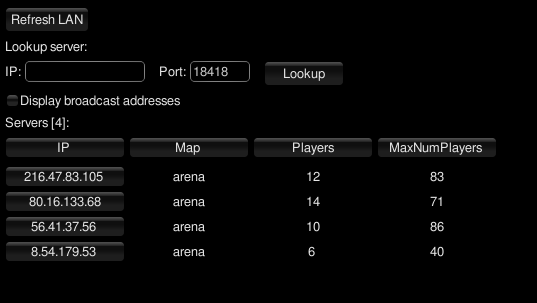 Refresh LAN
Lookup server:
IP: Port: 18418 Lookup
Display broadcast addresses
Servers [4]:
IP Map Players MaxNumPlayers
216.47.83.105 arena 12 83
80.16.133.68 arena 14 71
56.41.37.56 arena 10 86
8.54.179.53 arena 6 40